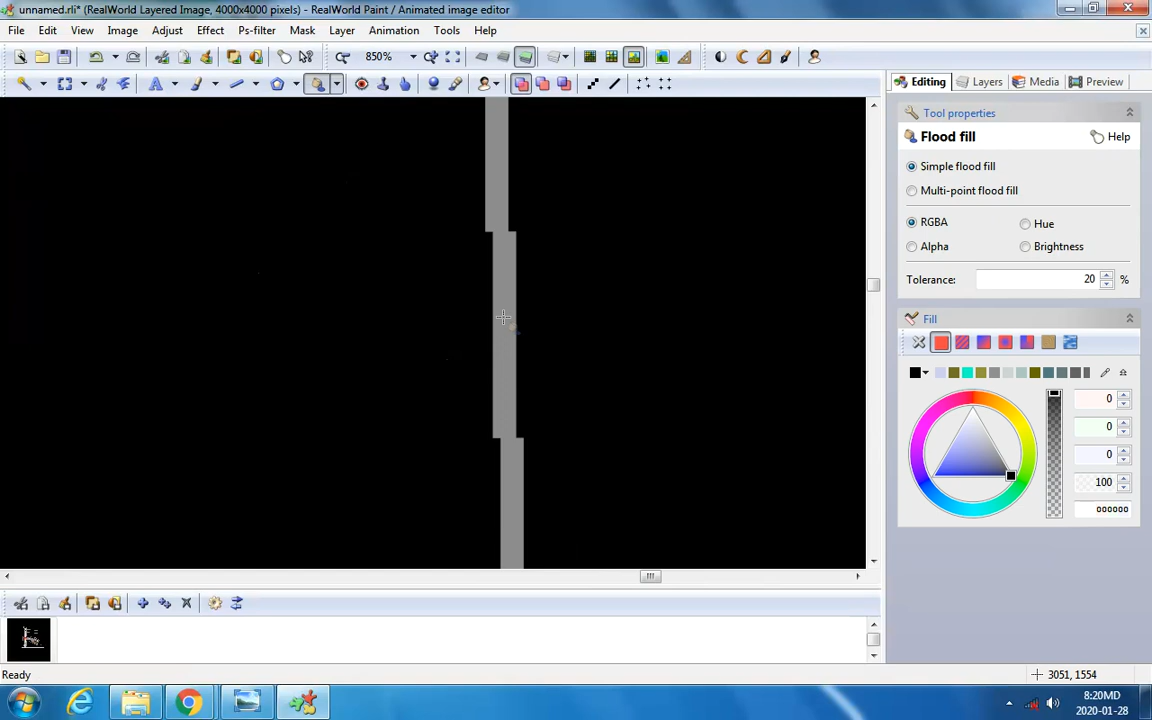 unnamed.rli* (RealWorld Layered Image, 4000x4000 pixels) - RealWorld Paint / Animated image editor
File Edit View Image Adjust Effect Ps-filter Mask Layer Animation Tools Help
850%
Editing Layers Media Preview
Tool properties
Flood fill Help
Simple flood fill
Multi-point flood fill
RGBA Hue
Alpha Brightness
Tolerance: 20 %
Fill
0
0
0
100
000000
Ready 3051, 1554
8:20MD
2020-01-28